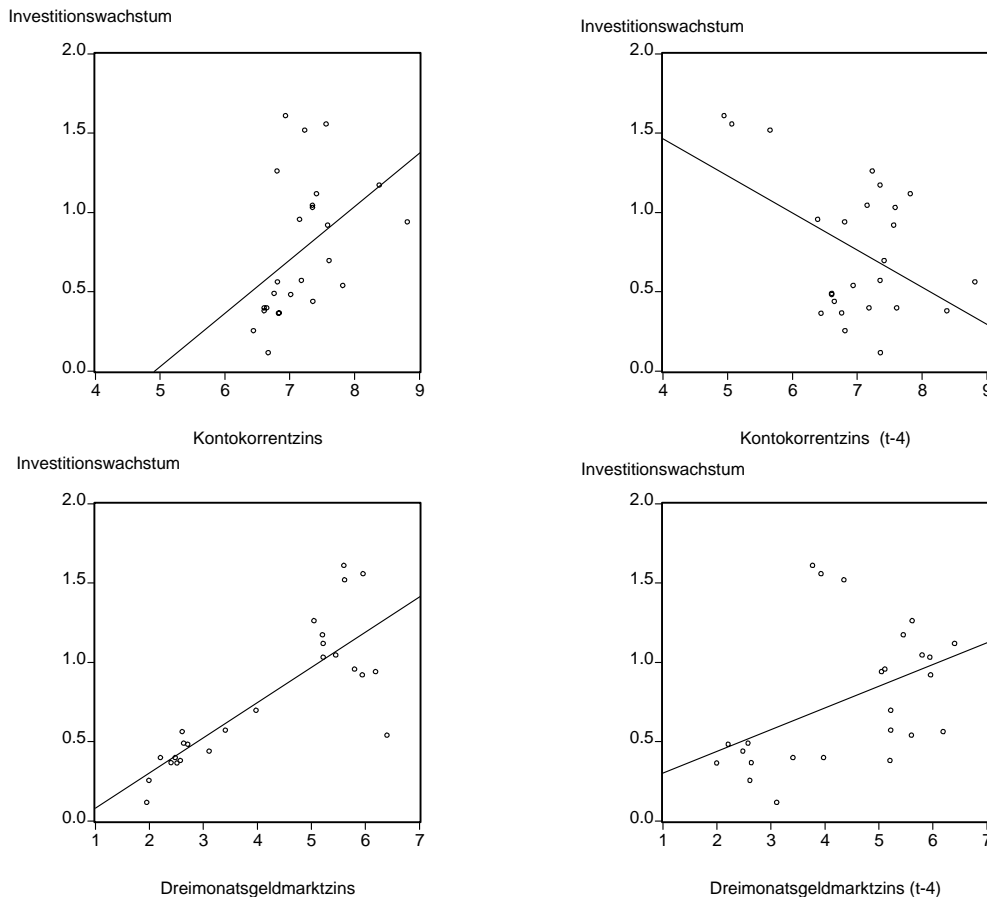 Investitionswachstum
2.0
1.5
1.0
0.5
0.0
4 5 6 7 8 9
Kontokorrentzins
Investitionswachstum
2.0
1.5
1.0
0.5
0.0
4 5 6 7 8 9
Kontokorrentzins (t-4)
Investitionswachstum
2.0
1.5
1.0
0.5
0.0
1 2 3 4 5 6 7
Dreimonatsgeldmarktzins
Investitionswachstum
2.0
1.5
1.0
0.5
0.0
1 2 3 4 5 6 7
Dreimonatsgeldmarktzins (t-4)